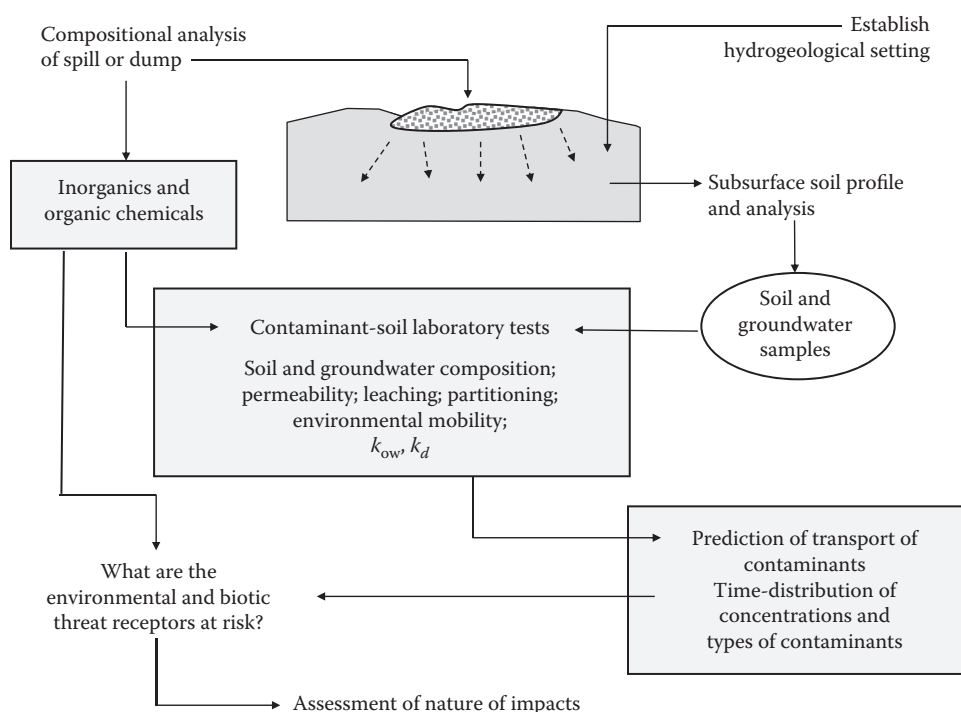 Compositional analysis
of spill or dump
Establish
hydrogeological setting
Inorganics and
organic chemicals
Subsurface soil profile
and analysis
Soil and
groundwater
samples
Contaminant-soil laboratory tests
Soil and groundwater composition;
permeability; leaching; partitioning;
environmental mobility;
k_ow, k_d
Prediction of transport of
contaminants
Time-distribution of
concentrations and
types of contaminants
What are the
environmental and biotic
threat receptors at risk?
Assessment of nature of impacts